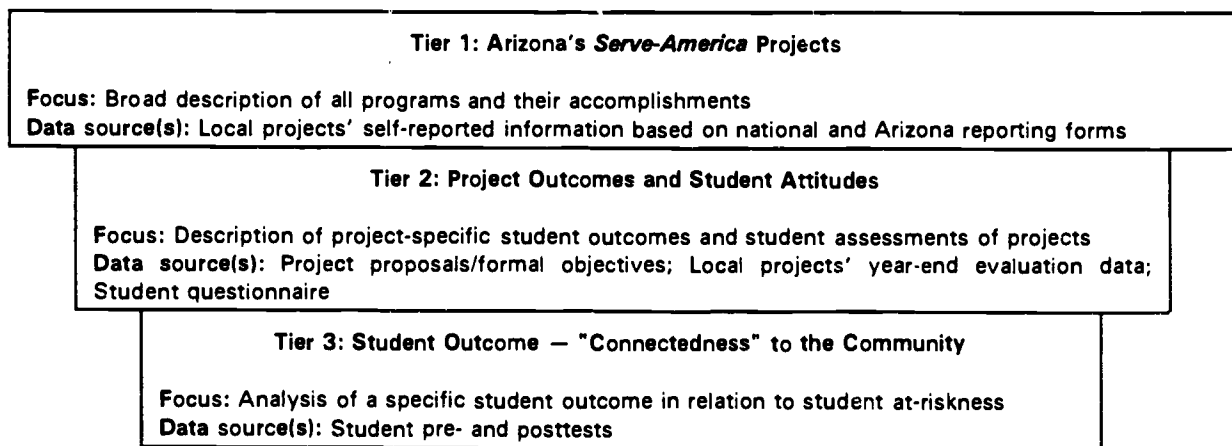 Tier 1: Arizona's Serve-America Projects
Focus: Broad description of all programs and their accomplishments
Data source(s): Local projects' self-reported information based on national and Arizona reporting forms
Tier 2: Project Outcomes and Student Attitudes
Focus: Description of project-specific student outcomes and student assessments of projects
Data source(s): Project proposals/formal objectives; Local projects' year-end evaluation data;
Student questionnaire
Tier 3: Student Outcome — "Connectedness" to the Community
Focus: Analysis of a specific student outcome in relation to student at-riskness
Data source(s): Student pre- and posttests